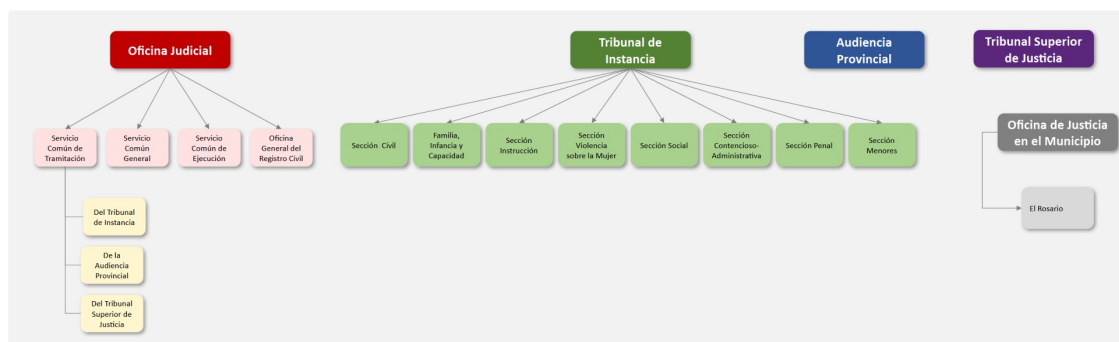 Oficina Judicial
Tribunal de
Instancia
Audiencia
Provincial
Tribunal Superior
de Justicia
Servicio
Común de
Tramitación
Servicio
Común
General
Servicio
Común de
Ejecución
Oficina
General del
Registro Civil
Sección Civil
Familia,
Infancia y
Capacidad
Sección
Instrucción
Sección
Violencia
sobre la Mujer
Sección Social
Sección
Contencioso-
Administrativa
Sección Penal
Sección
Menores
Oficina de Justicia
en el Municipio
Del Tribunal
de Instancia
De la
Audiencia
Provincial
Del Tribunal
Superior de
Justicia
El Rosario